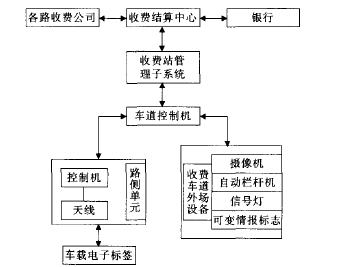 各路收费公司
收费结算中心
银行
收费站管
理子系统
车道控制机
控制机
天线
路侧单元
收费
车道
外场
设备
摄像机
自动栏杆机
信号灯
可变情报标志
车载电子标签